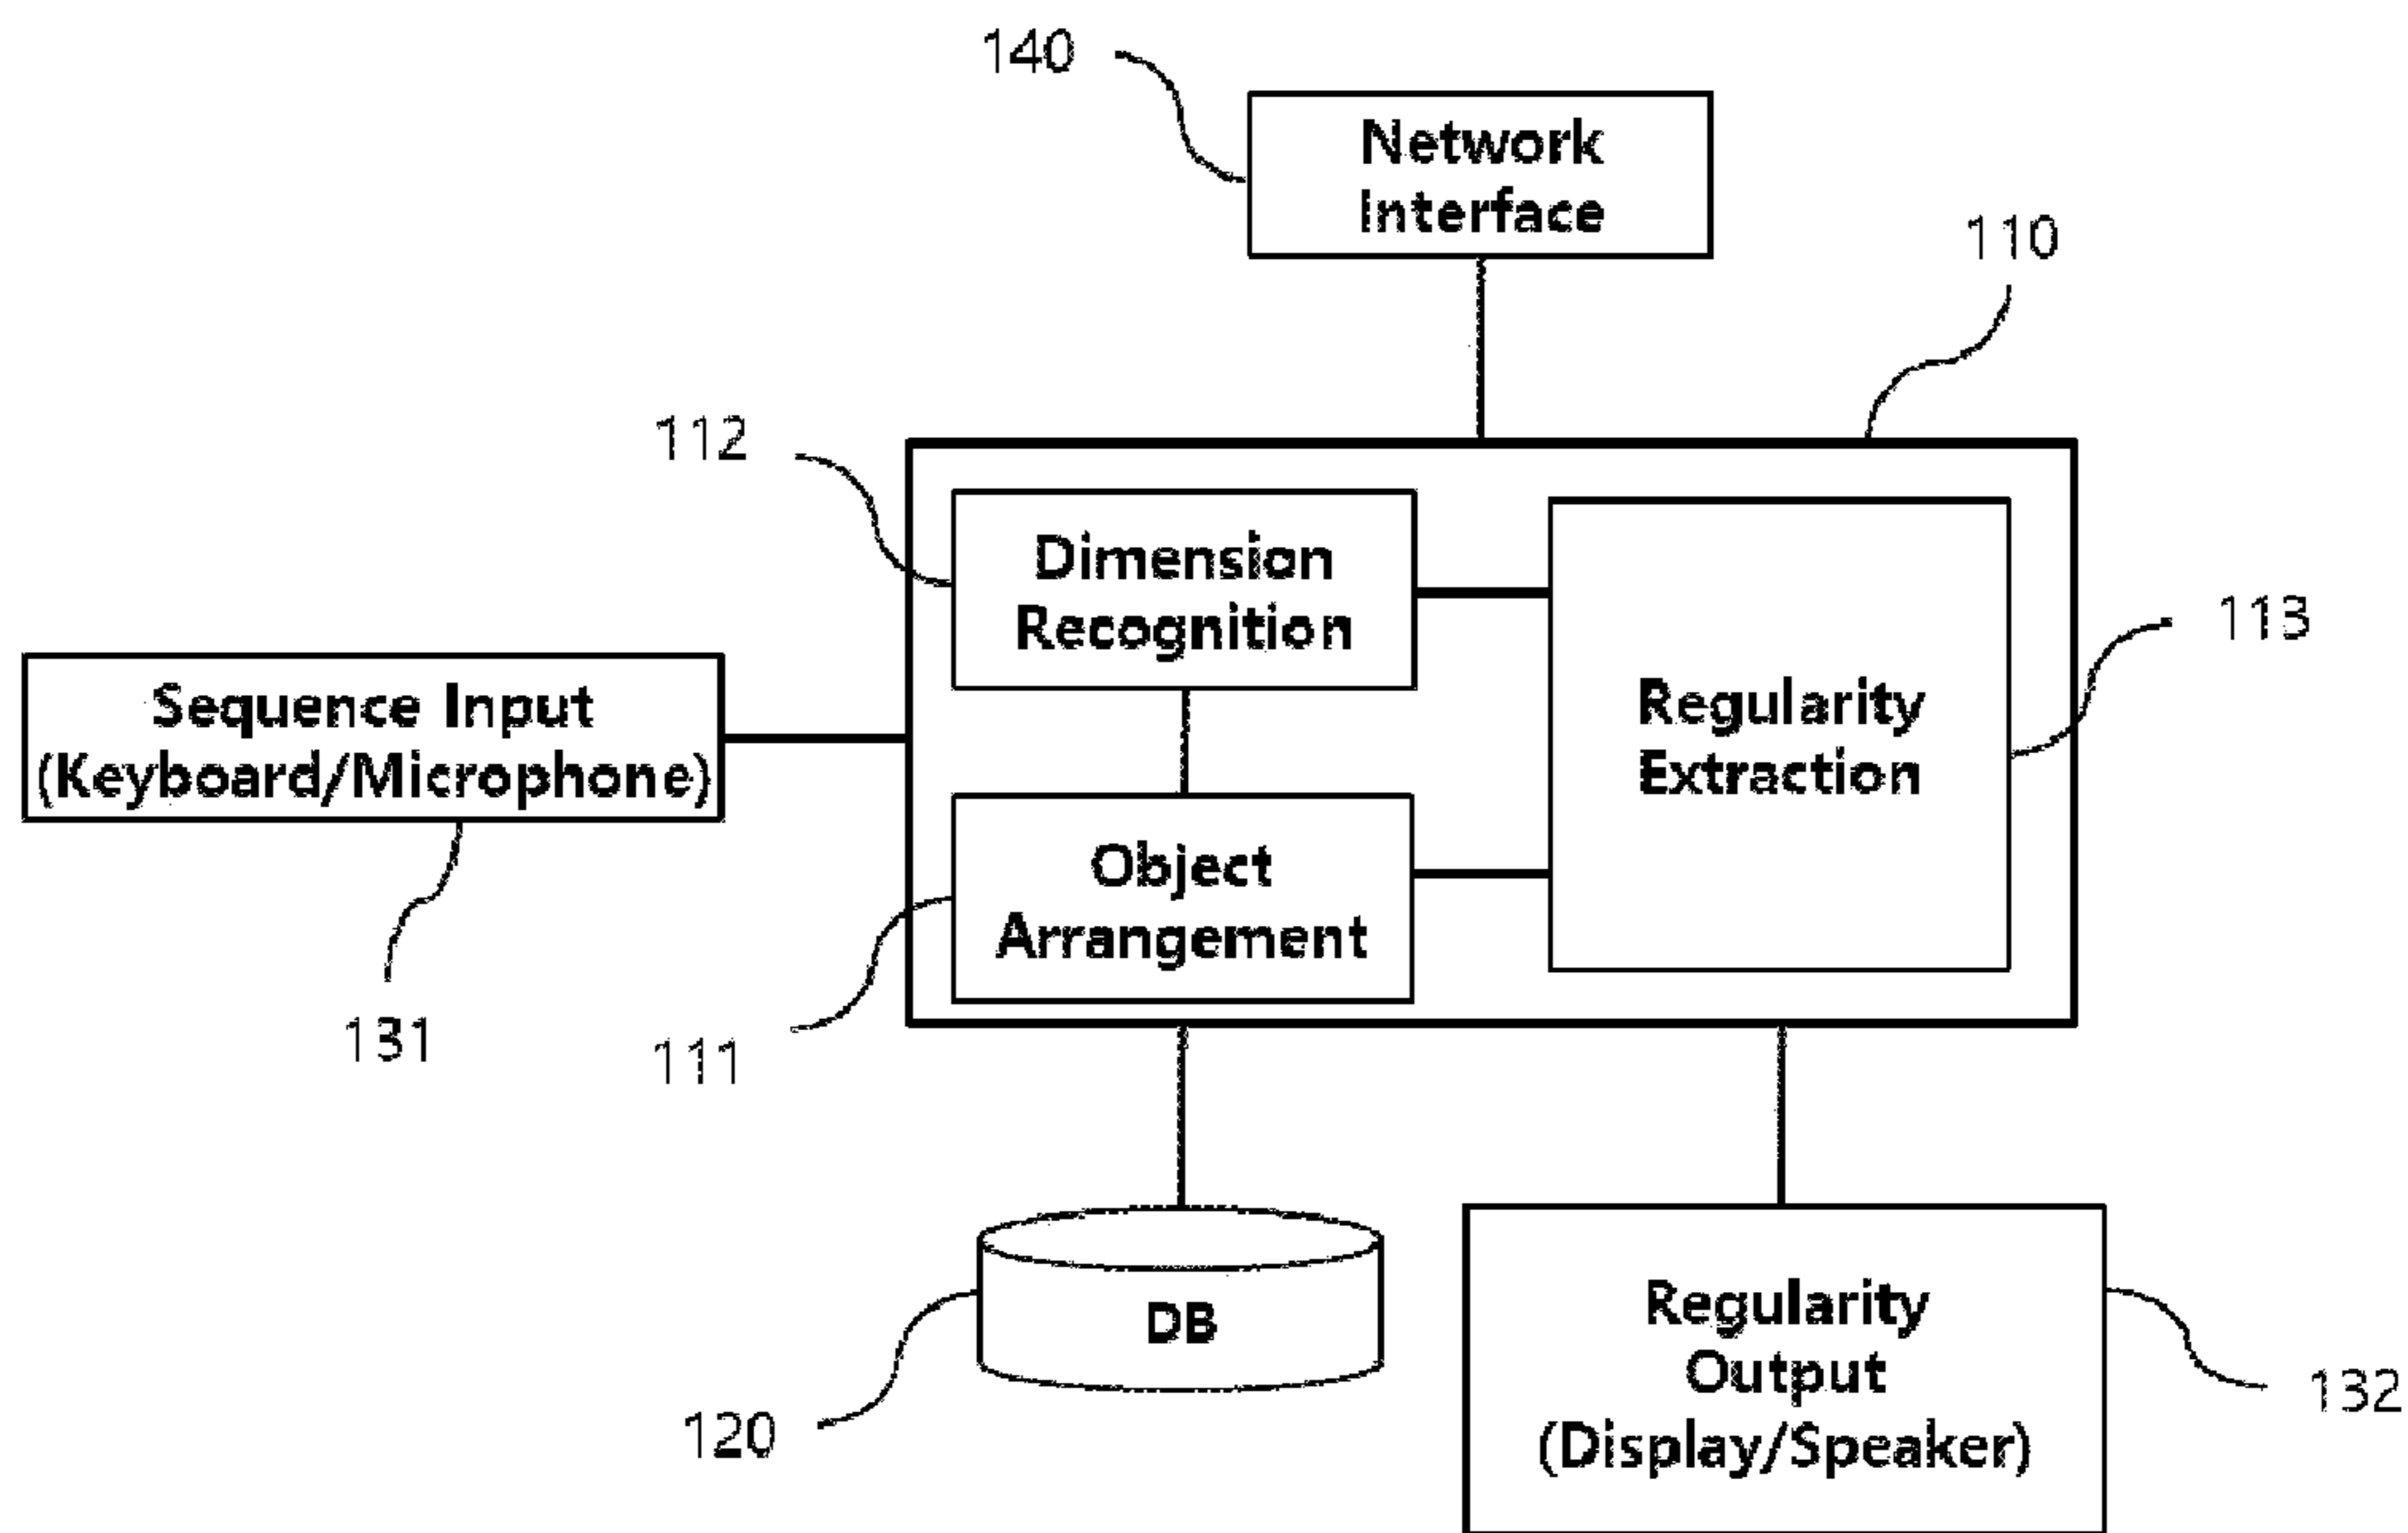 140
Network
Interface
110
112
Dimension
Recognition
113
Regularity
Extraction
Sequence Input
(Keyboard/Microphone)
Object
Arrangement
131
111
DB
120
Regularity
Output
(Display/Speaker)
132